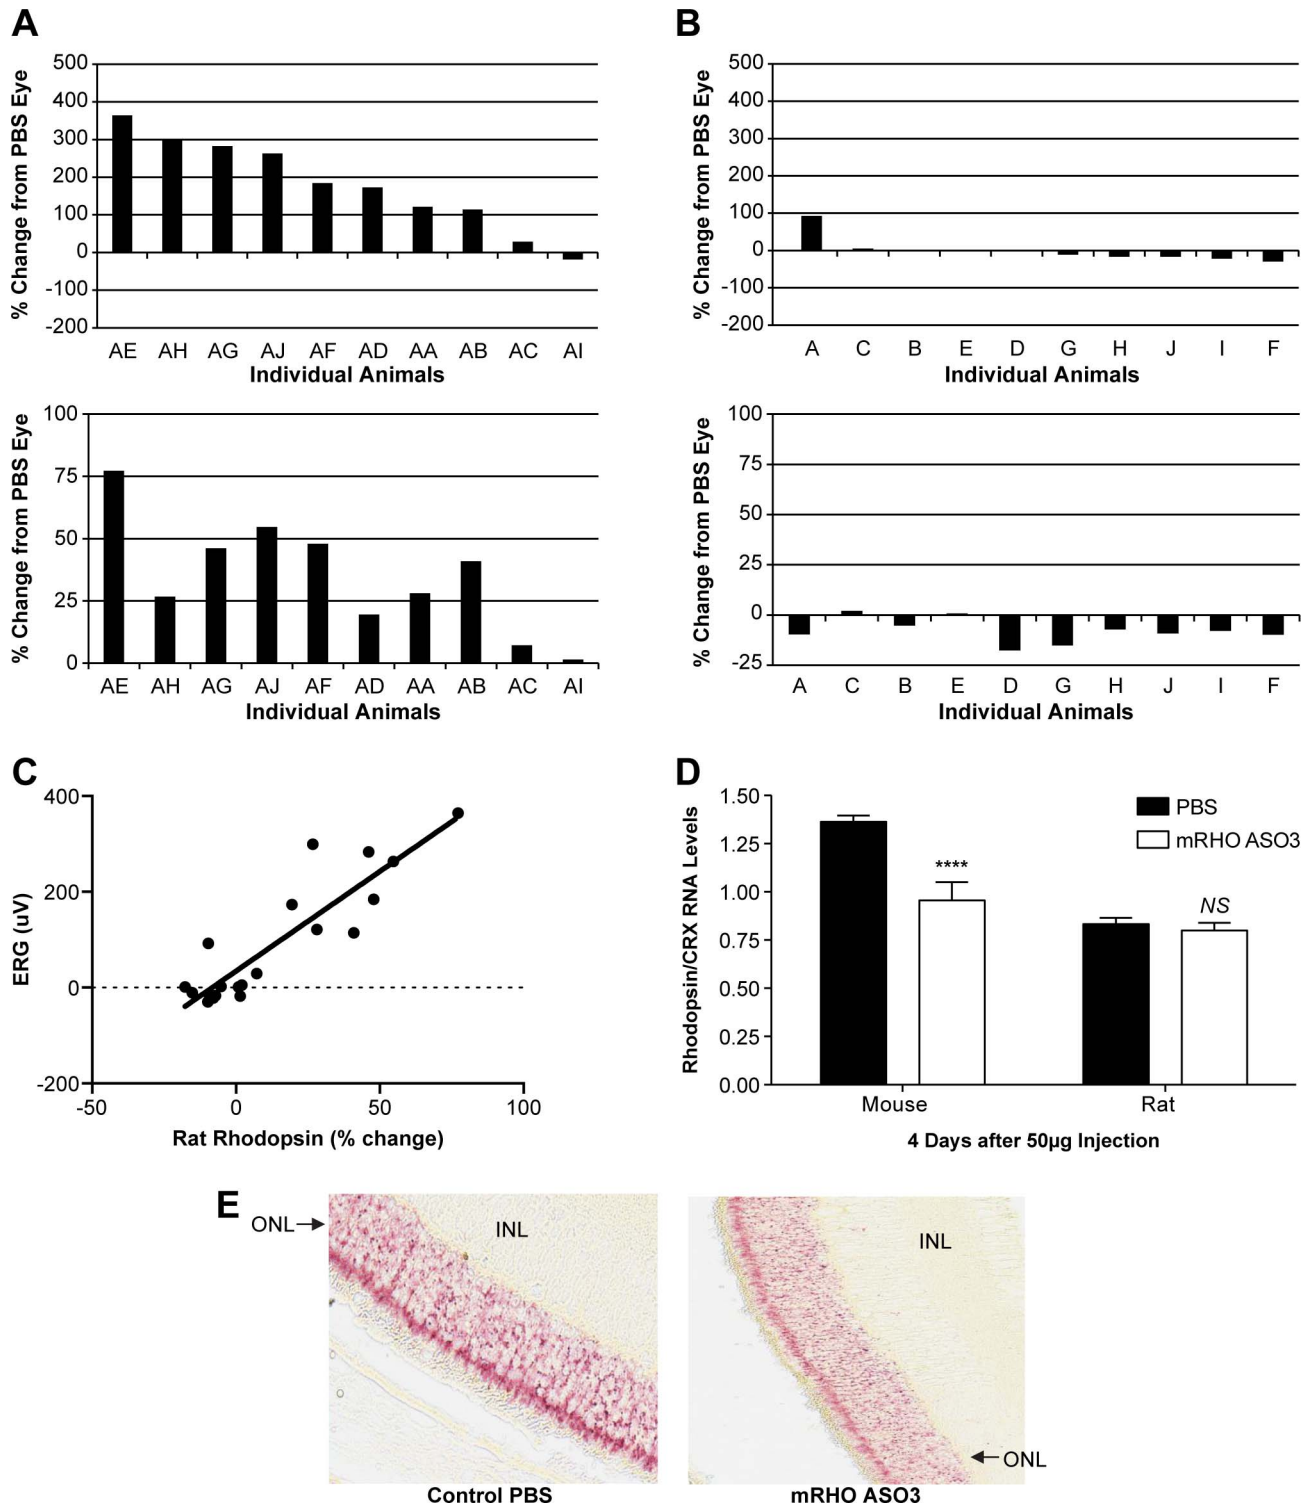 A
% Change from PBS Eye
500
400
300
200
100
0
-100
-200
AE AH AG AJ AF AD AA AB AC AI
Individual Animals
% Change from PBS Eye
100
75
50
25
0
AE AH AG AJ AF AD AA AB AC AI
Individual Animals
B
% Change from PBS Eye
500
400
300
200
100
0
-100
-200
A C B E D G H J I F
Individual Animals
% Change from PBS Eye
100
75
50
25
0
-25
A C B E D G H J I F
Individual Animals
C
ERG (uV)
400
200
0
-200
-50 0 50 100
Rat Rhodopsin (% change)
D
Rhodopsin/CRX RNA Levels
1.50
1.25
1.00
0.75
0.50
0.25
0.00
PBS
mRHO ASO3
****
NS
Mouse Rat
4 Days after 50µg Injection
E
ONL
INL
Control PBS
INL
ONL
mRHO ASO3